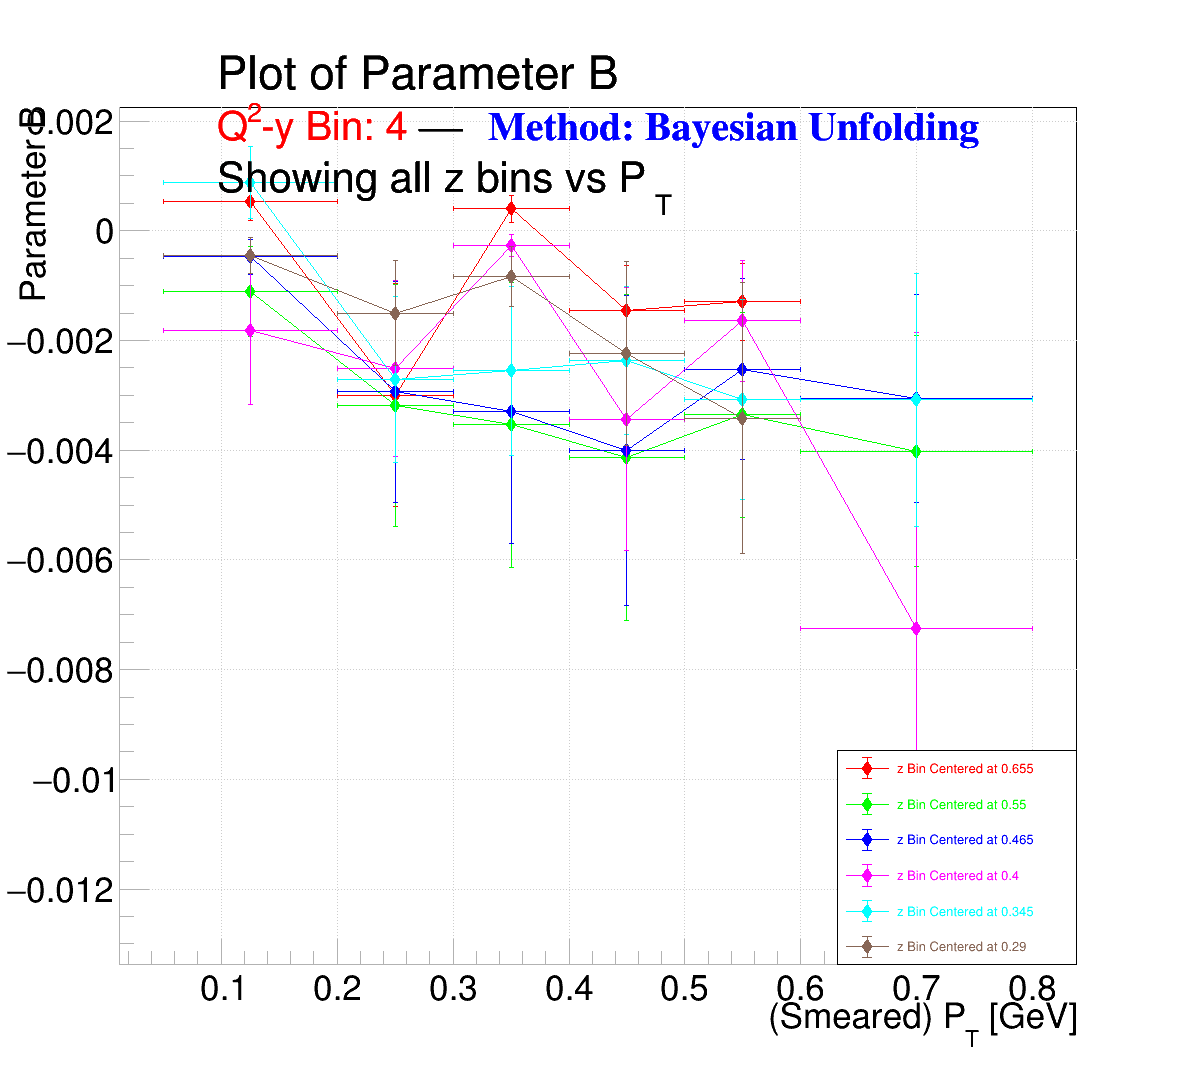 Plot of Parameter B
Q²-y Bin: 4 — Method: Bayesian Unfolding
Showing all z bins vs P_T
Parameter B
0.002
0
−0.002
−0.004
−0.006
−0.008
−0.01
−0.012
z Bin Centered at 0.655
z Bin Centered at 0.55
z Bin Centered at 0.465
z Bin Centered at 0.4
z Bin Centered at 0.345
z Bin Centered at 0.29
0.1 0.2 0.3 0.4 0.5 0.6 0.7 0.8
(Smeared) P_T [GeV]